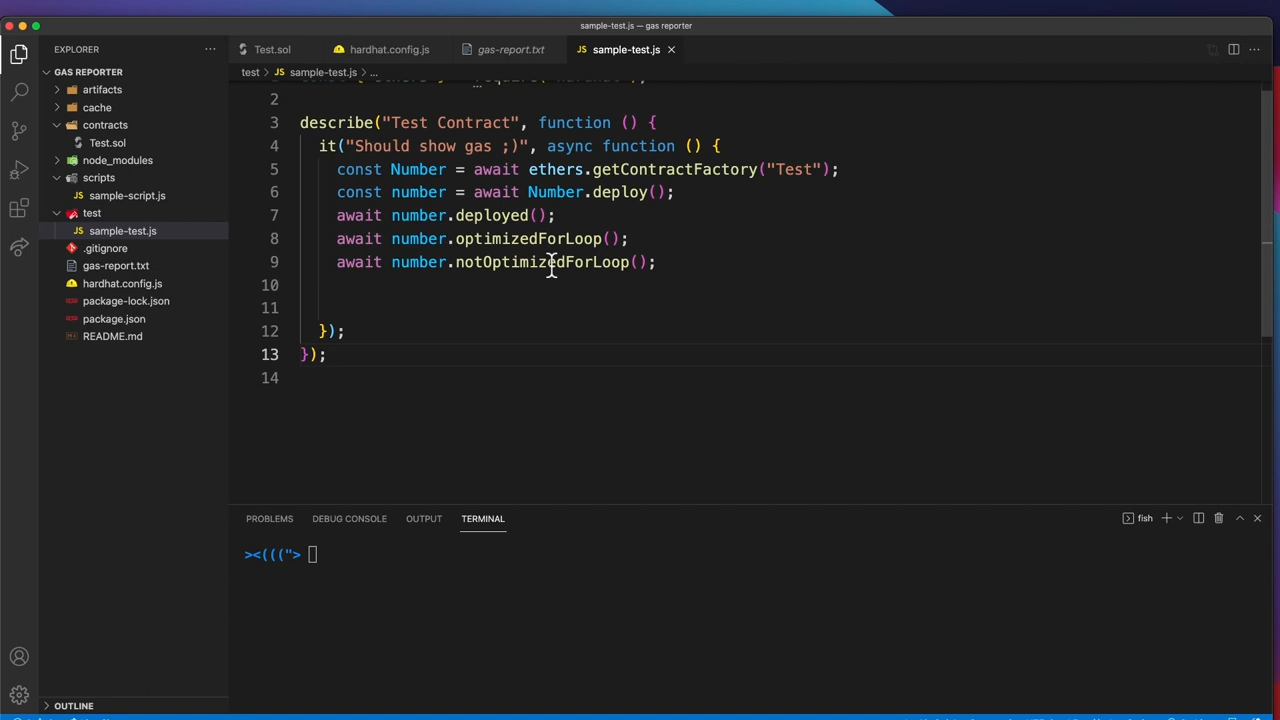 sample-test.js — gas reporter
EXPLORER
Test.sol
hardhat.config.js
gas-report.txt
JS sample-test.js
GAS REPORTER
test > JS sample-test.js > ...
artifacts
cache
contracts
Test.sol
node_modules
scripts
JS sample-script.js
test
JS sample-test.js
.gitignore
gas-report.txt
hardhat.config.js
package-lock.json
package.json
README.md
OUTLINE
2
3 describe("Test Contract", function () {
4 it("Should show gas ;)", async function () {
5 const Number = await ethers.getContractFactory("Test");
6 const number = await Number.deploy();
7 await number.deployed();
8 await number.optimizedForLoop();
9 await number.notOptimizedForLoop();
10
11
12 });
13 });
14
PROBLEMS DEBUG CONSOLE OUTPUT TERMINAL
fish
><(((">